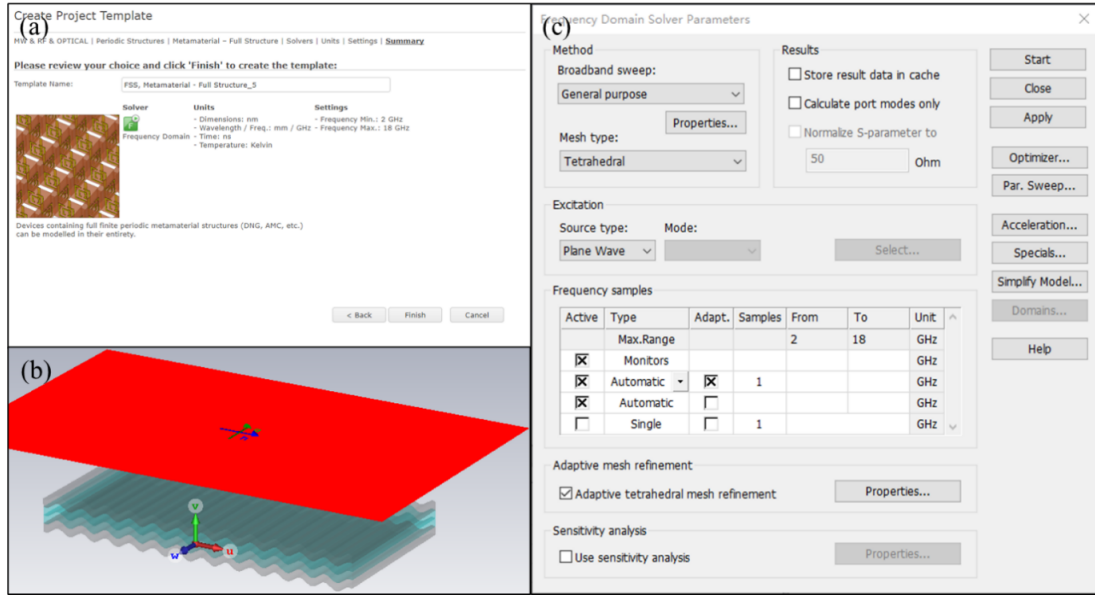 Create Project Template
(a)
MW & RF & OPTICAL | Periodic Structures | Metamaterial - Full Structure | Solvers | Units | Settings | Summary
Please review your choice and click 'Finish' to create the template:
Template Name: FSS, Metamaterial - Full Structure_5
Solver Units Settings
Frequency Domain
- Dimensions: nm
- Wavelength / Freq.: mm / GHz
- Time: ns
- Temperature: Kelvin
- Frequency Min.: 2 GHz
- Frequency Max.: 18 GHz
Devices containing full finite periodic metamaterial structures (DNG, AMC, etc.)
can be modelled in their entirety.
< Back Finish Cancel
(b)
v
w u
(c)
Frequency Domain Solver Parameters
Method
Broadband sweep:
General purpose
Properties...
Mesh type:
Tetrahedral
Results
Store result data in cache
Calculate port modes only
Normalize S-parameter to
50 Ohm
Excitation
Source type: Mode:
Plane Wave Select...
Frequency samples
Active Type Adapt. Samples From To Unit
Max.Range 2 18 GHz
Monitors GHz
Automatic 1 GHz
Automatic GHz
Single 1 GHz
Adaptive mesh refinement
Adaptive tetrahedral mesh refinement Properties...
Sensitivity analysis
Use sensitivity analysis Properties...
Start
Close
Apply
Optimizer...
Par. Sweep...
Acceleration...
Specials...
Simplify Model...
Domains...
Help